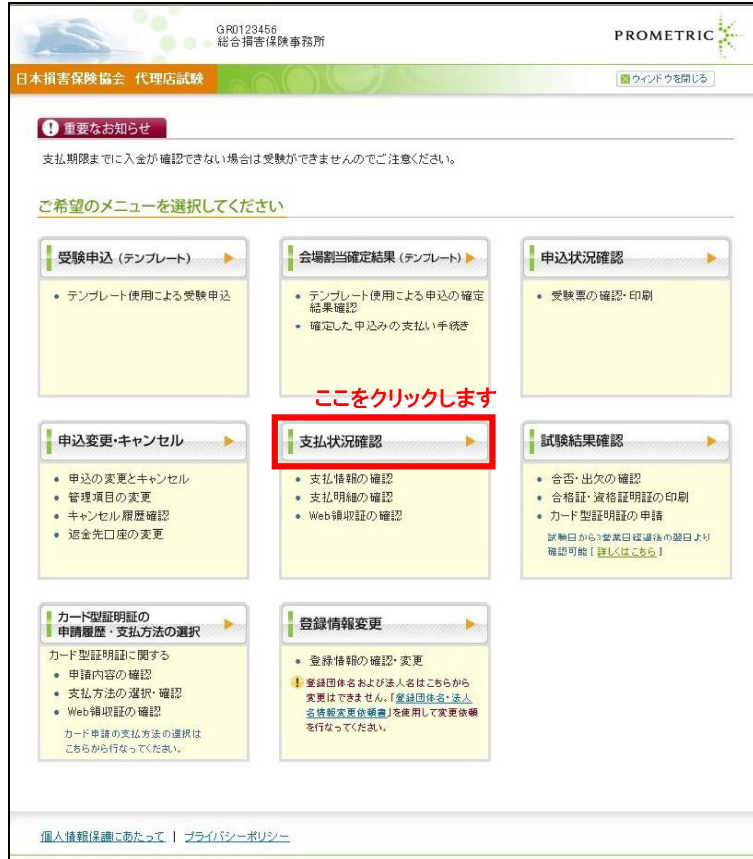 GR0123456
総合損害保険事務所
PROMETRIC
日本損害保険協会 代理店試験
ウィンドウを閉じる
重要なお知らせ
支払期限までに入金が確認できない場合は受験ができませんのでご注意ください。
ご希望のメニューを選択してください
受験申込(テンプレート)
• テンプレート使用による受験申込
会場割当確定結果(テンプレート)
• テンプレート使用による申込の確定
結果確認
• 確定した申込みの支払い手続き
申込状況確認
• 受験票の確認・印刷
ここをクリックします
申込変更・キャンセル
• 申込の変更とキャンセル
• 管理項目の変更
• キャンセル履歴確認
• 返金先口座の変更
支払状況確認
• 支払情報の確認
• 支払明細の確認
• Web領収証の確認
試験結果確認
• 合否・出欠の確認
• 合格証・資格証明証の印刷
• カード型証明証の申請
試験日から3営業日経過後の翌日より
確認可能 [ 詳しくはこちら ]
カード型証明証の
申請履歴・支払方法の選択
カード型証明証に関する
• 申請内容の確認
• 支払方法の選択・確認
• Web領収証の確認
カード申請の支払方法の選択は
こちらから行なってください。
登録情報変更
• 登録情報の確認・変更
登録団体名および法人名はこちらから
変更はできません。「登録団体名・法人
名情報変更依頼書」を使用して変更依頼
を行なってください。
個人情報保護にあたって | プライバシーポリシー